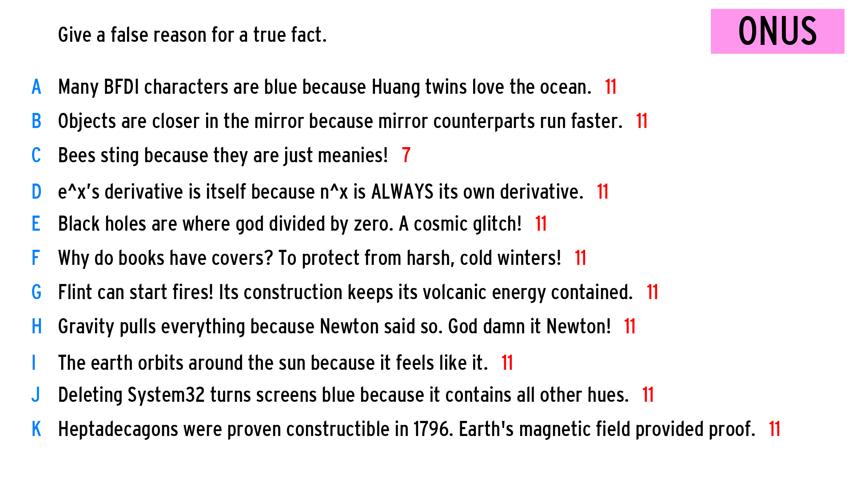 Give a false reason for a true fact.
ONUS
A Many BFDI characters are blue because Huang twins love the ocean. 11
B Objects are closer in the mirror because mirror counterparts run faster. 11
C Bees sting because they are just meanies! 7
D e^x's derivative is itself because n^x is ALWAYS its own derivative. 11
E Black holes are where god divided by zero. A cosmic glitch! 11
F Why do books have covers? To protect from harsh, cold winters! 11
G Flint can start fires! Its construction keeps its volcanic energy contained. 11
H Gravity pulls everything because Newton said so. God damn it Newton! 11
I The earth orbits around the sun because it feels like it. 11
J Deleting System32 turns screens blue because it contains all other hues. 11
K Heptadecagons were proven constructible in 1796. Earth's magnetic field provided proof. 11